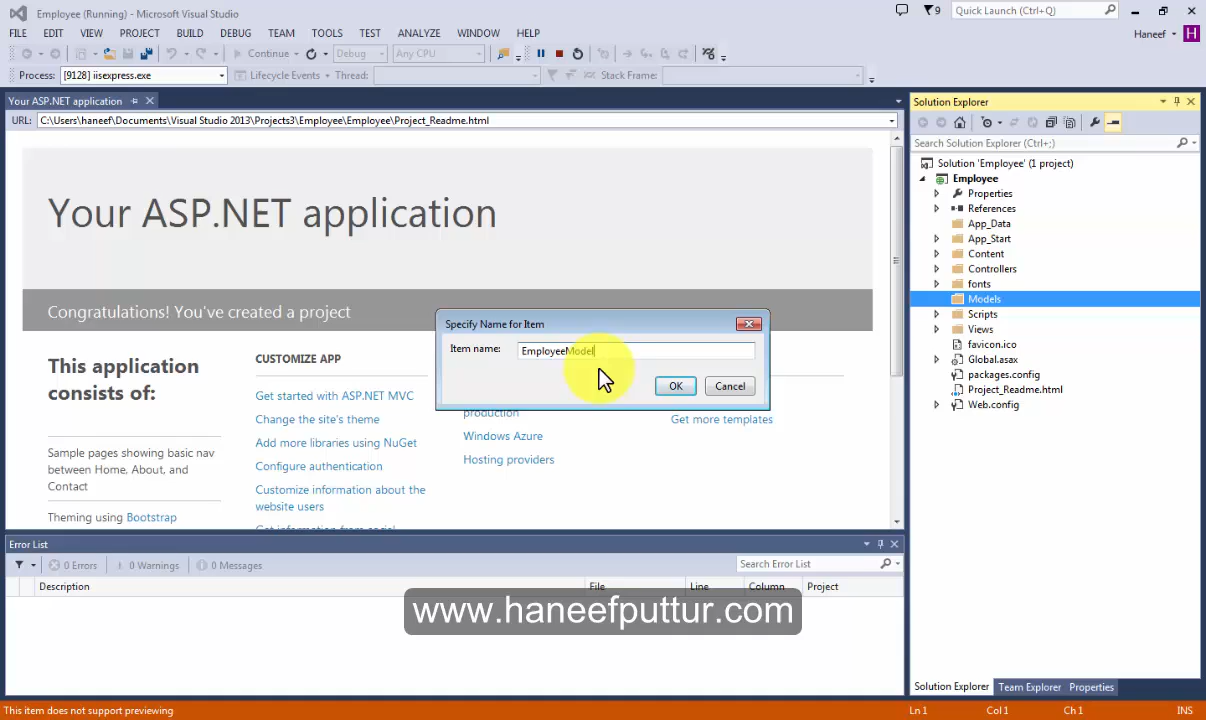 Employee (Running) - Microsoft Visual Studio
9
Quick Launch (Ctrl+Q)
FILE EDIT VIEW PROJECT BUILD DEBUG TEAM TOOLS TEST ANALYZE WINDOW HELP
Haneef
H
Continue
Debug
Any CPU
Process: [9128] iisexpress.exe
Lifecycle Events
Thread:
Stack Frame:
Your ASP.NET application
URL: C:\Users\haneef\Documents\Visual Studio 2013\Projects3\Employee\Employee\Project_Readme.html
Your ASP.NET application
Congratulations! You've created a project
This application
consists of:
Sample pages showing basic nav
between Home, About, and
Contact
Theming using Bootstrap
CUSTOMIZE APP
Get started with ASP.NET MVC
Change the site's theme
Add more libraries using NuGet
Configure authentication
Customize information about the
website users
Get information from social
production
Windows Azure
Hosting providers
Get more templates
Specify Name for Item
Item name: EmployeeModel
OK
Cancel
Solution Explorer
Search Solution Explorer (Ctrl+;)
Solution 'Employee' (1 project)
Employee
Properties
References
App_Data
App_Start
Content
Controllers
fonts
Models
Scripts
Views
favicon.ico
Global.asax
packages.config
Project_Readme.html
Web.config
Error List
0 Errors
0 Warnings
0 Messages
Search Error List
Description File Line Column Project
www.haneefputtur.com
Solution Explorer Team Explorer Properties
This item does not support previewing
Ln 1 Col 1 Ch 1 INS